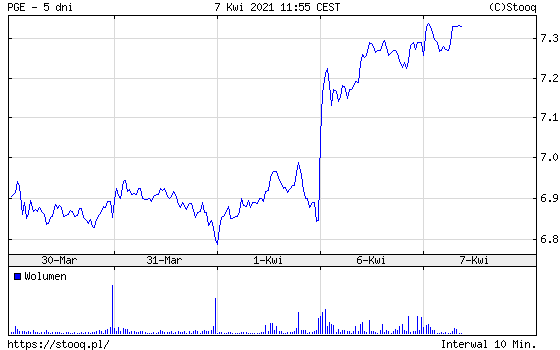 PGE - 5 dni 7 Kwi 2021 11:55 CEST (C)Stooq
7.3
7.2
7.1
7.0
6.9
6.8
30-Mar 31-Mar 1-Kwi 6-Kwi 7-Kwi
Wolumen
https://stooq.pl/ Interwal 10 Min.